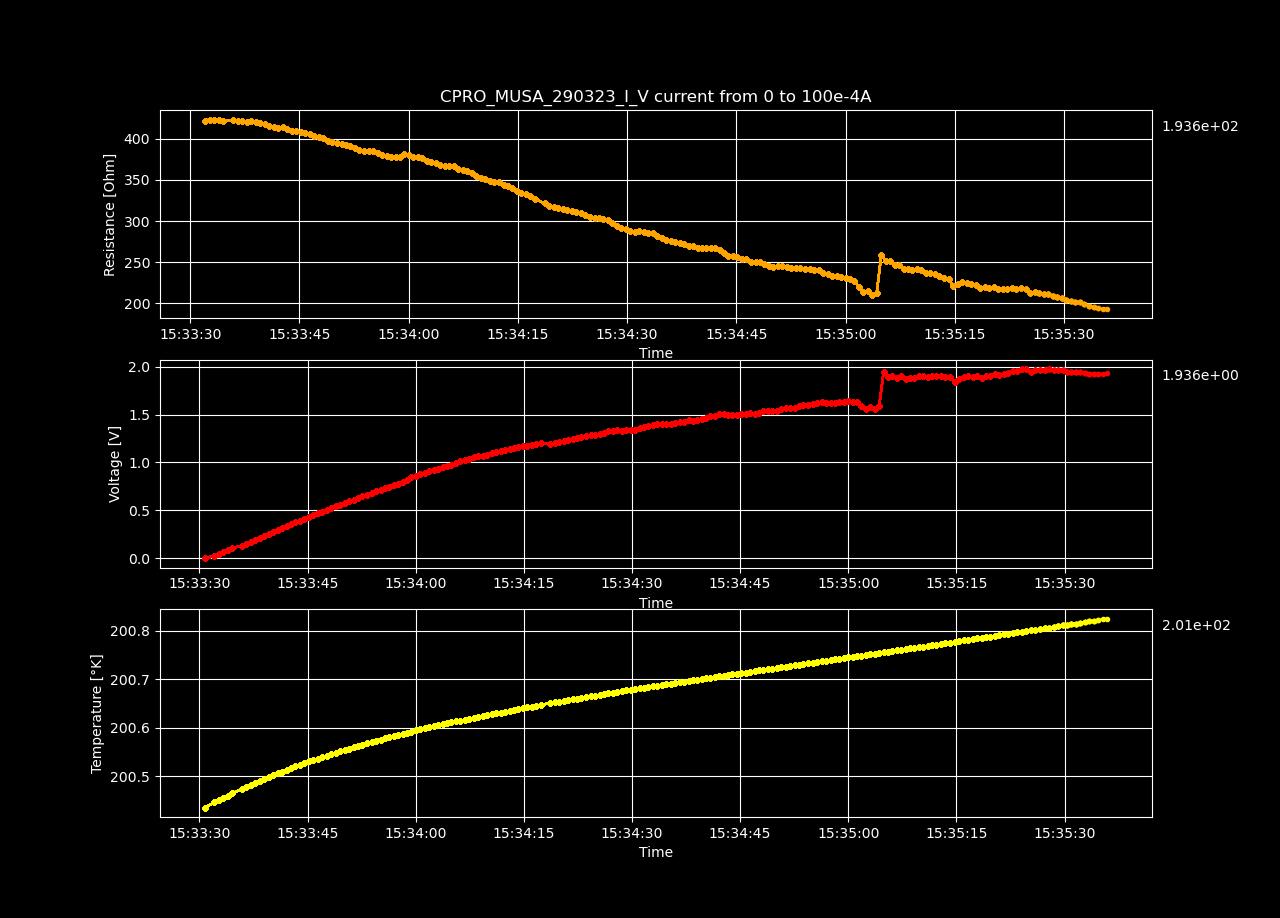 CPRO_MUSA_290323_I_V current from 0 to 100e-4A
1.936e+02
Resistance [Ohm]
400
350
300
250
200
15:33:30 15:33:45 15:34:00 15:34:15 15:34:30 15:34:45 15:35:00 15:35:15 15:35:30
Time
1.936e+00
Voltage [V]
2.0
1.5
1.0
0.5
0.0
15:33:30 15:33:45 15:34:00 15:34:15 15:34:30 15:34:45 15:35:00 15:35:15 15:35:30
Time
2.01e+02
Temperature [°K]
200.8
200.7
200.6
200.5
15:33:30 15:33:45 15:34:00 15:34:15 15:34:30 15:34:45 15:35:00 15:35:15 15:35:30
Time